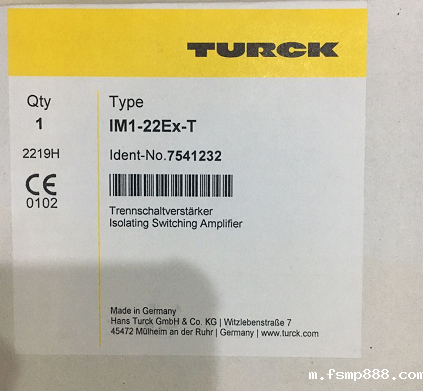 TURCK
Qty
1
Type
IM1-22Ex-T
2219H
Ident-No.7541232
CE
0102
Trennschaltverstärker
Isolating Switching Amplifier
Made in Germany
Hans Turck GmbH & Co. KG | Witzlebenstraße 7
45472 Mülheim an der Ruhr | Germany | www.turck.com
m.fsmp888.com